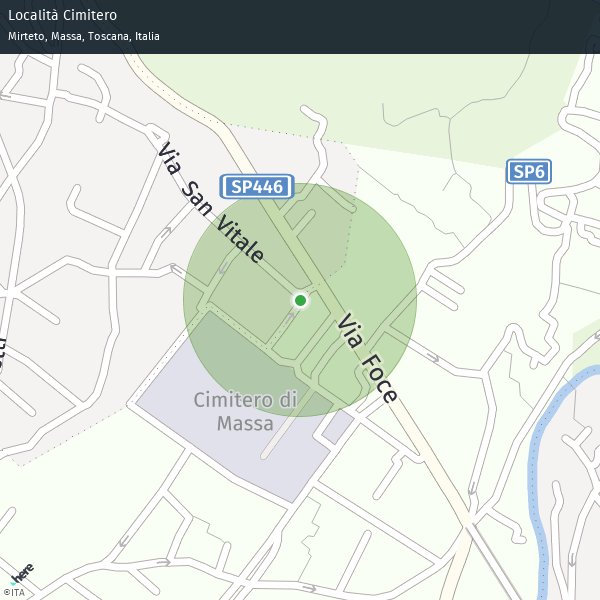 Località Cimitero
Mirteto, Massa, Toscana, Italia
SP6
Via San Vitale
SP446
Via Foce
Cimitero di
Massa
here
©ITA